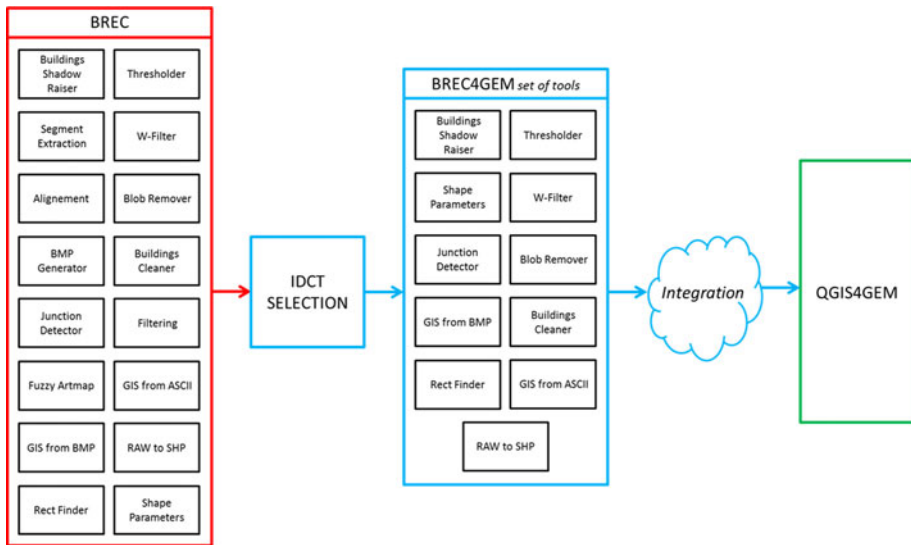 BREC
Buildings
Shadow
Raiser
Thresholder
Segment
Extraction
W-Filter
Alignement
Blob Remover
BMP
Generator
Buildings
Cleaner
Junction
Detector
Filtering
Fuzzy Artmap
GIS from ASCII
GIS from BMP
RAW to SHP
Rect Finder
Shape
Parameters
IDCT
SELECTION
BREC4GEM set of tools
Buildings
Shadow
Raiser
Thresholder
Shape
Parameters
W-Filter
Junction
Detector
Blob Remover
GIS from BMP
Buildings
Cleaner
Rect Finder
GIS from ASCII
RAW to SHP
Integration
QGIS4GEM